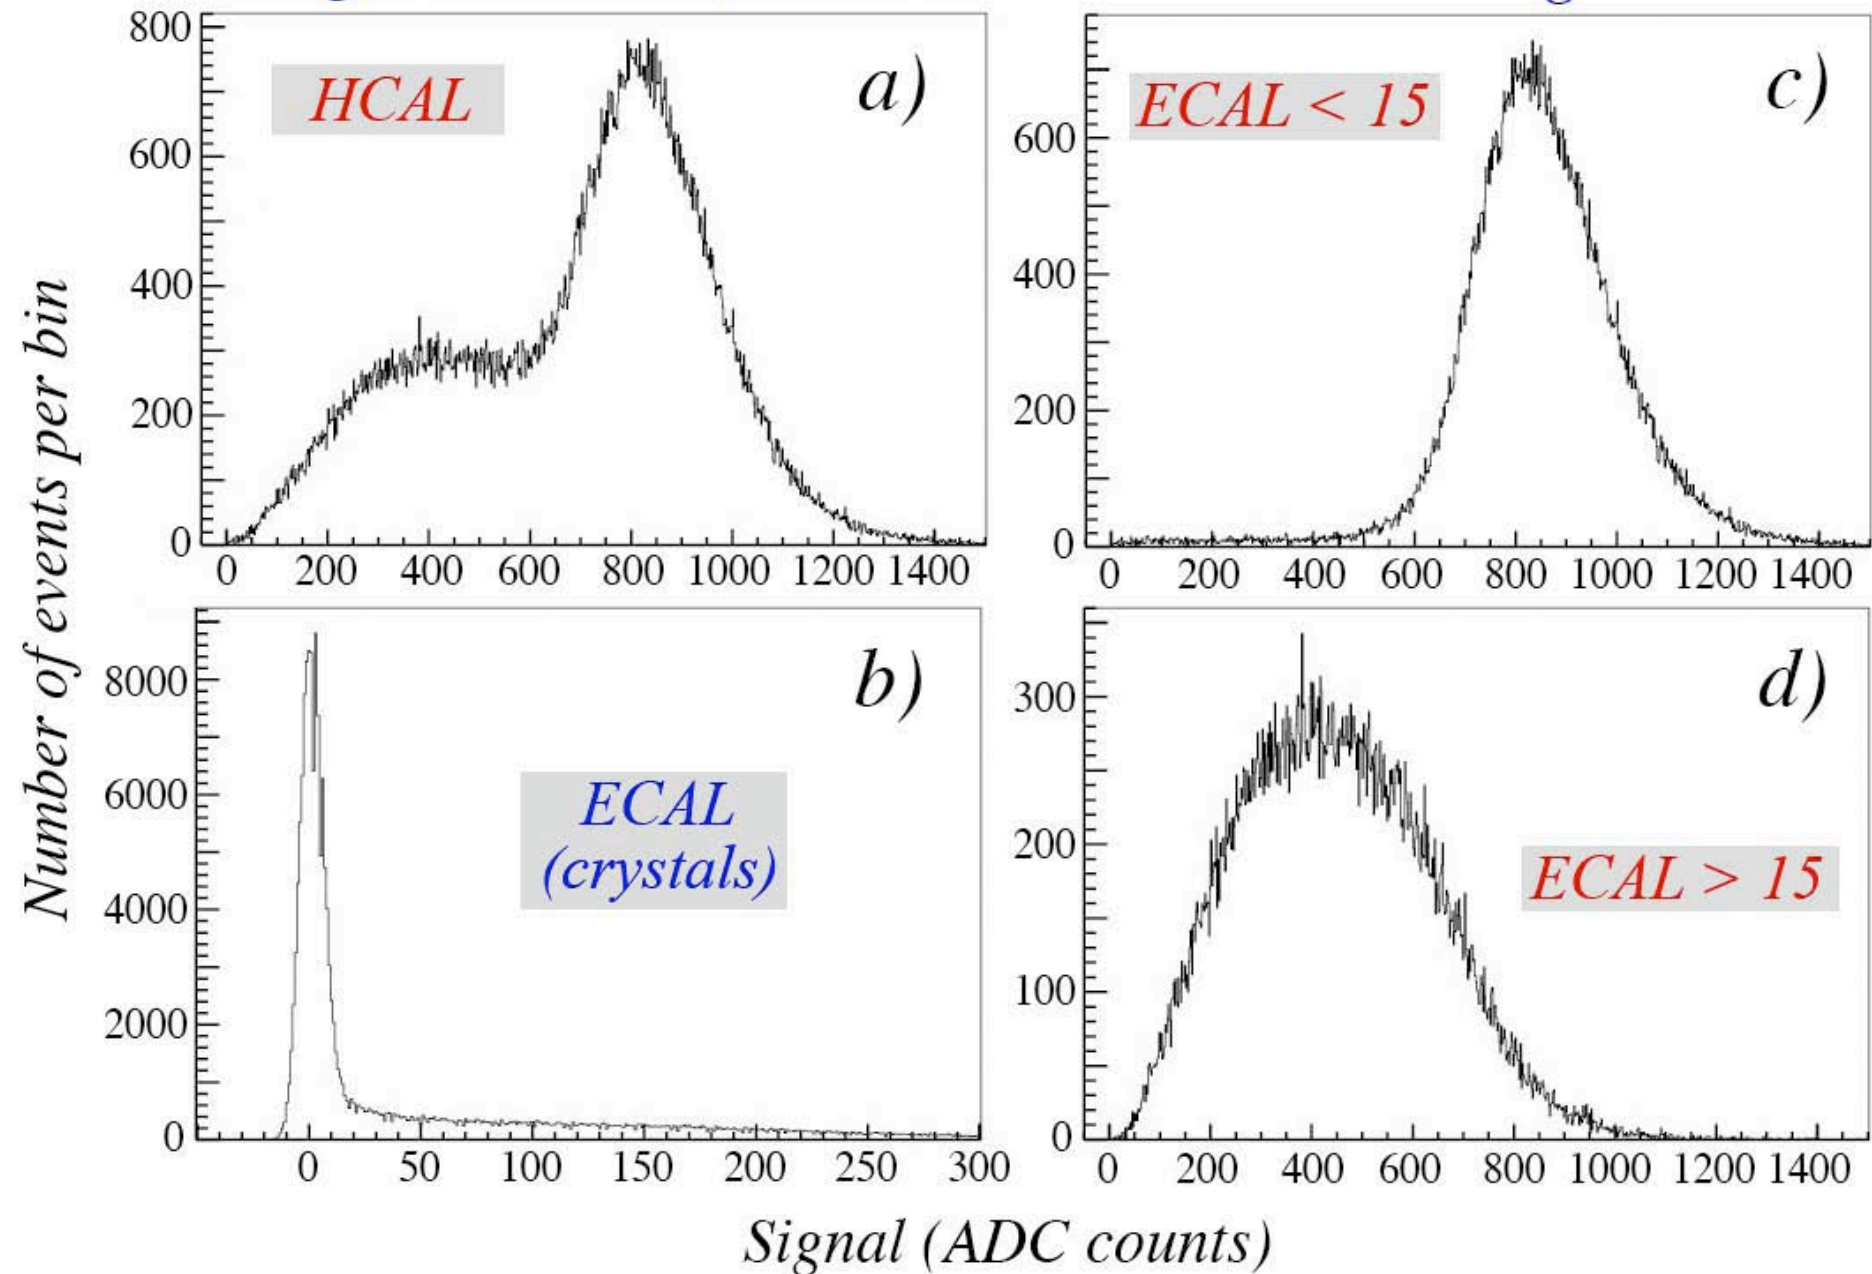 800
600
400
200
0
HCAL
a)
0 200 400 600 800 1000 1200 1400
600
400
200
0
ECAL < 15
c)
0 200 400 600 800 1000 1200 1400
Number of events per bin
8000
6000
4000
2000
0
b)
ECAL
(crystals)
0 50 100 150 200 250 300
300
200
100
0
d)
ECAL > 15
0 200 400 600 800 1000 1200 1400
Signal (ADC counts)